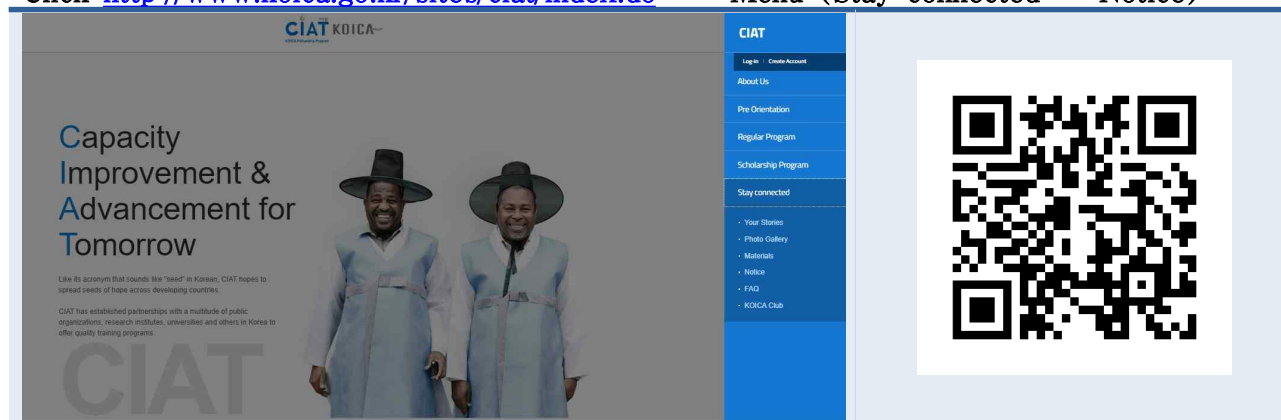 Click http://www.koica.go.kr/sites/ciat/index.do Menu (Stay connected Notice)
CIAT KOICA
CIAT
Log-in | Create Account
About Us
Pre Orientation
Regular Program
Scholarship Program
Stay connected
· Your Stories
· Photo Gallery
· Materials
· Notice
· FAQ
· KOICA Club
Capacity
Improvement &
Advancement for
Tomorrow
Like its acronym that sounds like "seed" in Korean, CIAT hopes to
spread seeds of hope across developing countries.
CIAT has established partnerships with a multitude of public
organizations, research institutes, universities and others in Korea to
offer quality training programs.
CIAT